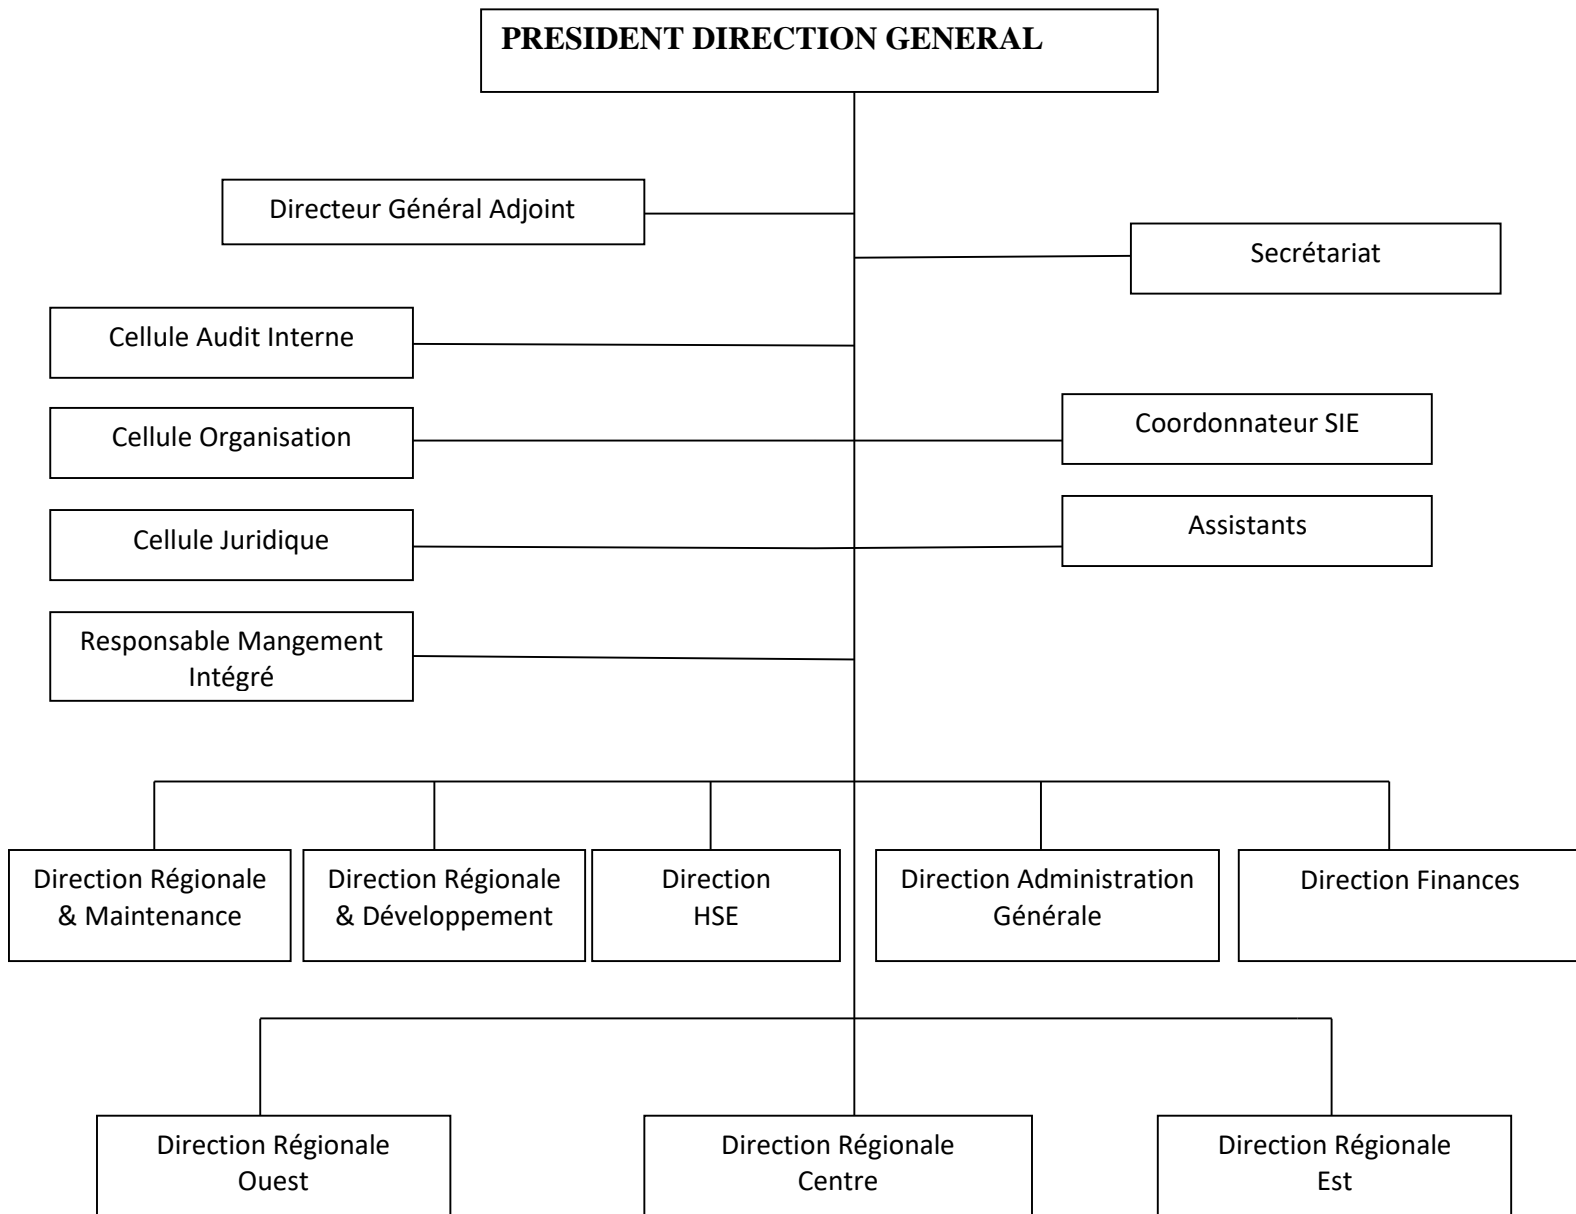 PRESIDENT DIRECTION GENERAL
Directeur Général Adjoint
Secrétariat
Cellule Audit Interne
Cellule Organisation
Coordonnateur SIE
Cellule Juridique
Assistants
Responsable Mangement
Intégré
Direction Régionale
& Maintenance
Direction Régionale
& Développement
Direction
HSE
Direction Administration
Générale
Direction Finances
Direction Régionale
Ouest
Direction Régionale
Centre
Direction Régionale
Est